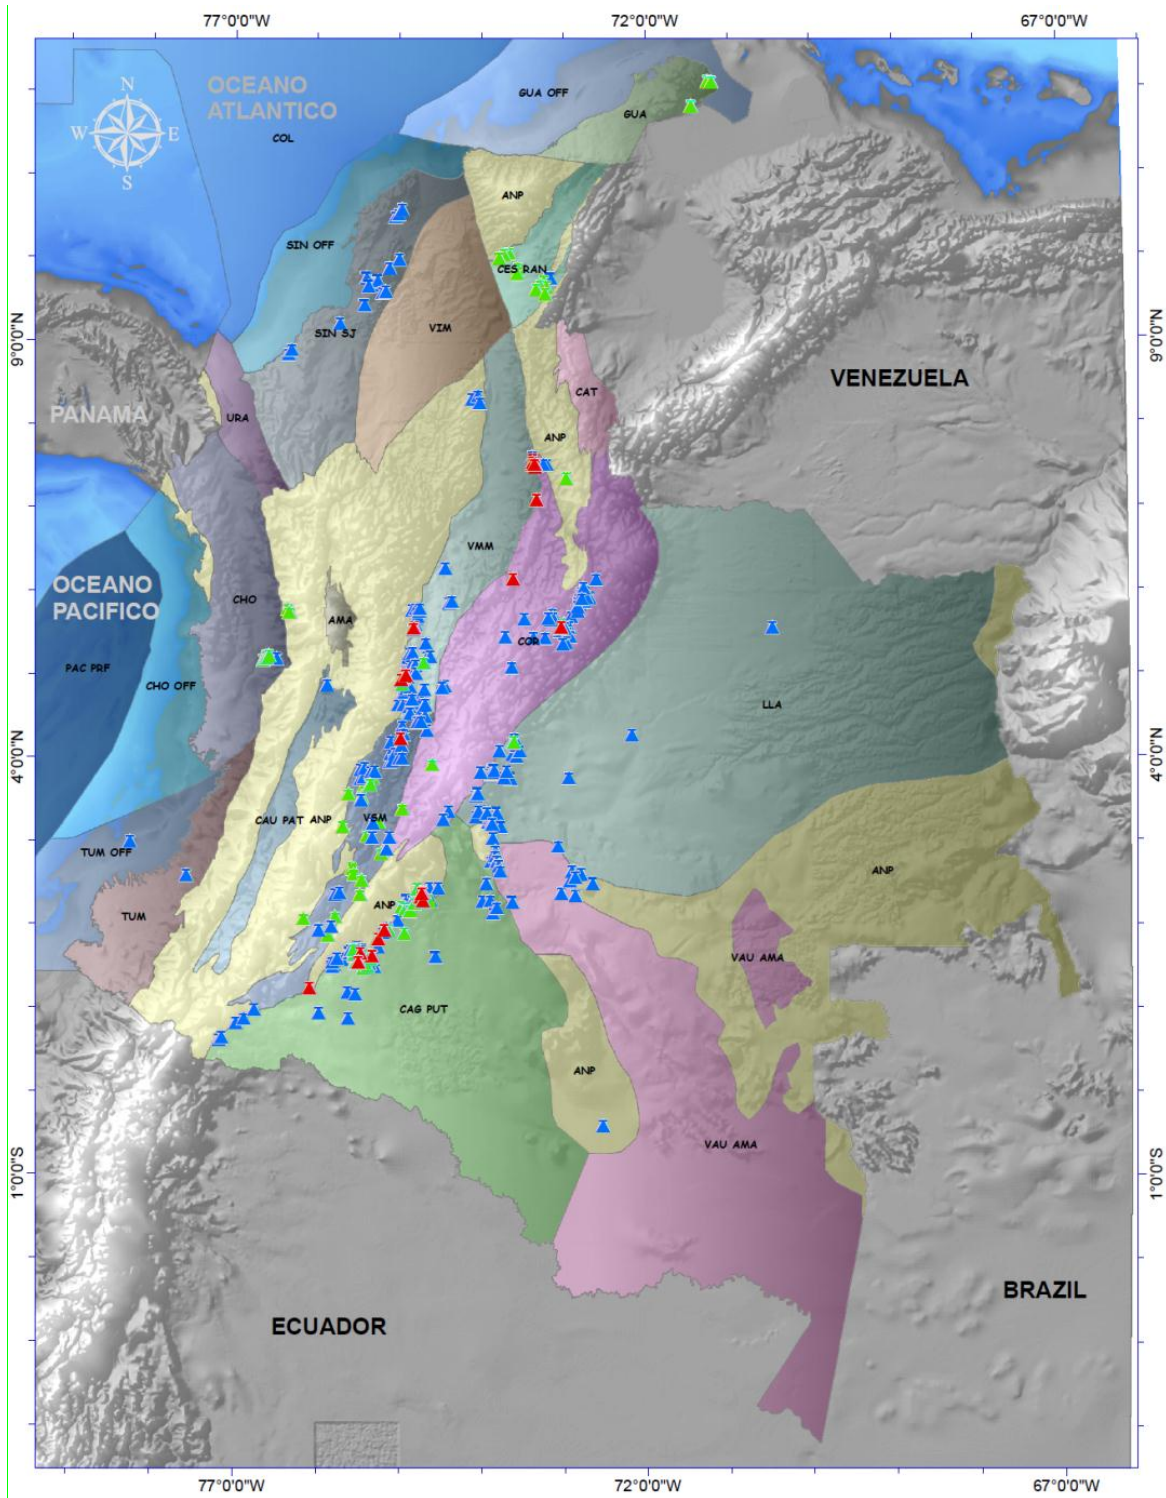 77°0'0"W
72°0'0"W
67°0'0"W
OCEANO
ATLANTICO
N
W
E
S
COL
GUA OFF
GUA
ANP
SIN OFF
CES RAN
9°0'0"N
9°0'0"N
SIN SJ
VIM
VENEZUELA
PANAMA
URA
CAT
ANP
VMM
OCEANO
PACIFICO
CHO
AMA
COR
PAC PRF
CHO OFF
LLA
4°0'0"N
4°0'0"N
CAU PAT
ANP
VSM
TUM OFF
ANP
TUM
ANP
VAU AMA
CAG PUT
ANP
VAU AMA
1°0'0"S
1°0'0"S
BRAZIL
ECUADOR
77°0'0"W
72°0'0"W
67°0'0"W